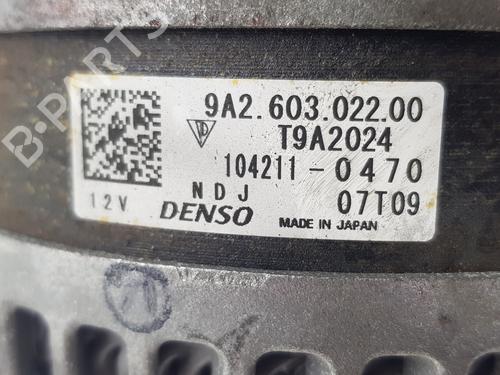 9A2.603.022.00
T9A2024
104211-0470
NDJ 07T09
12V DENSO MADE IN JAPAN
B-PARTS